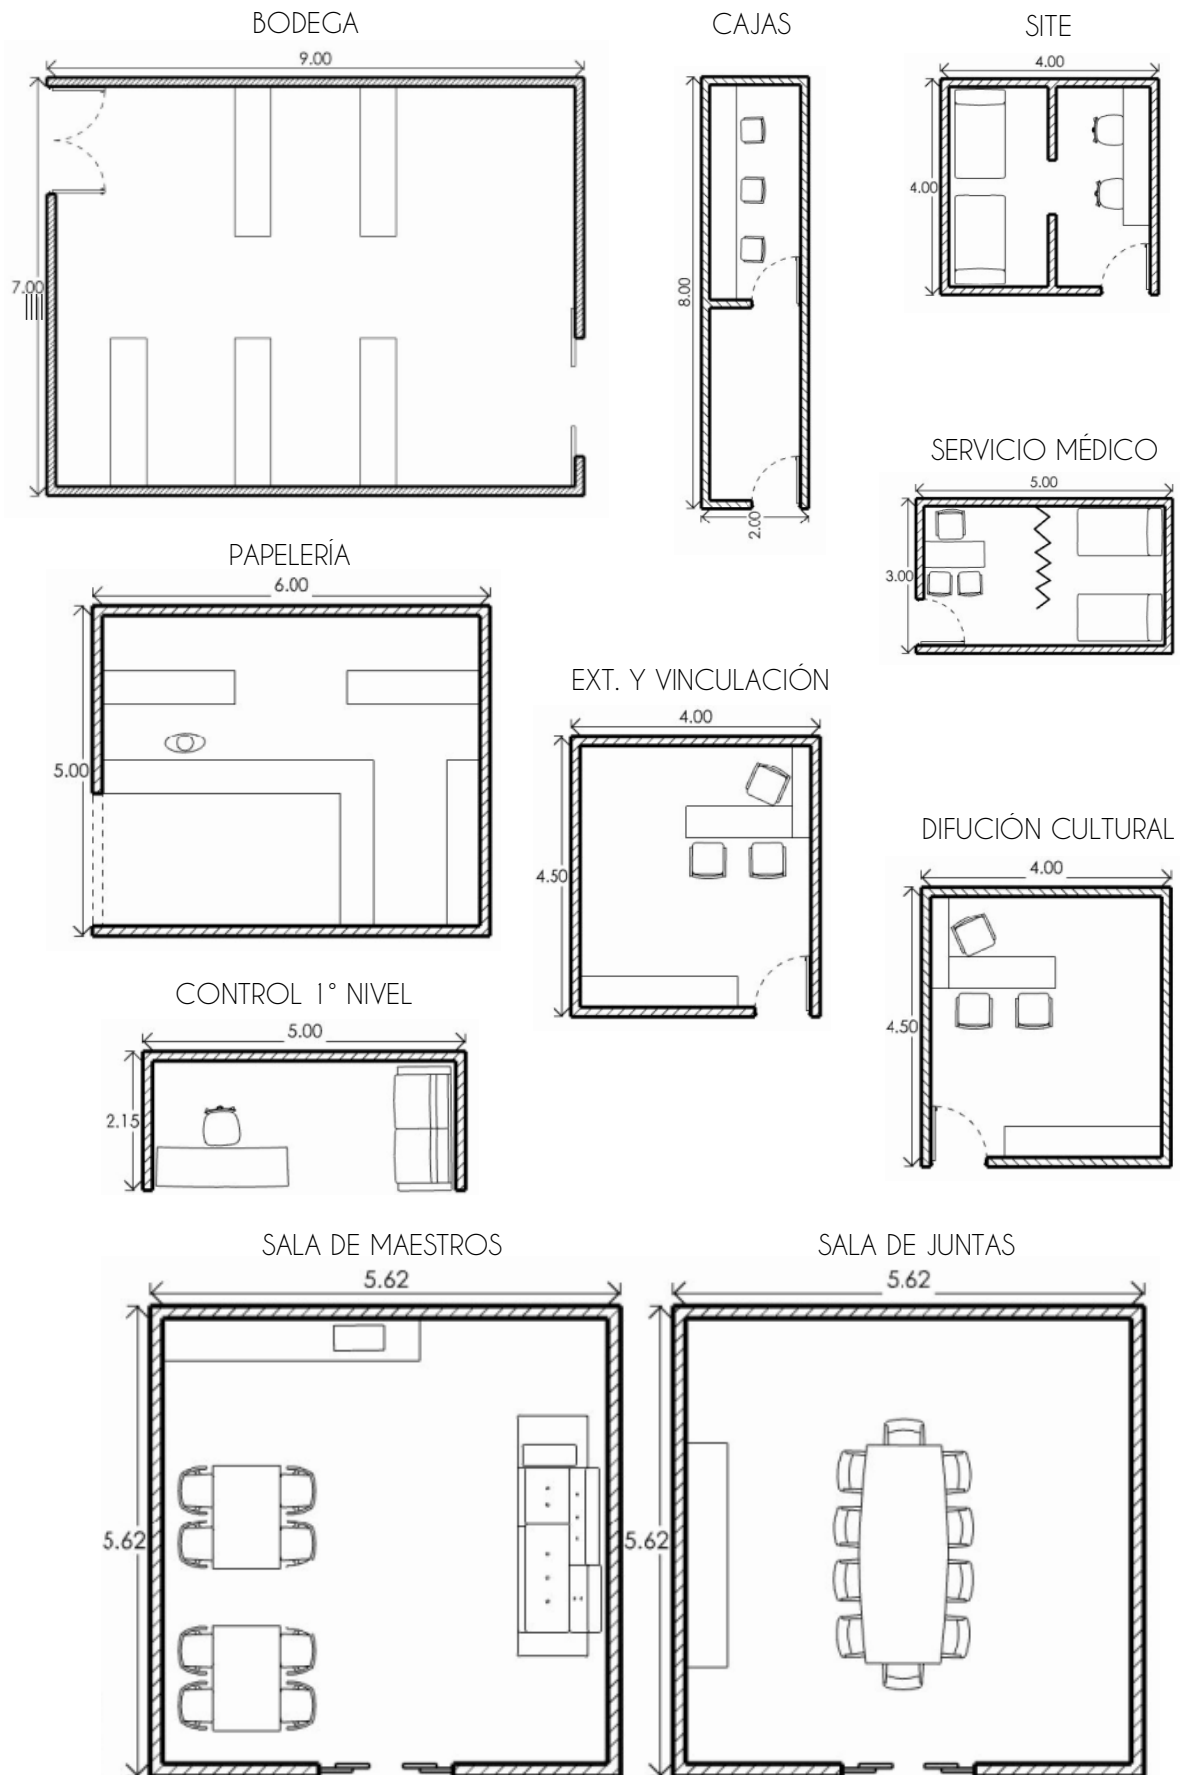 BODEGA
9.00
7.00
CAJAS
8.00
2.00
SITE
4.00
4.00
SERVICIO MÉDICO
5.00
3.00
PAPELERÍA
6.00
5.00
EXT. Y VINCULACIÓN
4.00
4.50
DIFUCIÓN CULTURAL
4.00
4.50
CONTROL 1° NIVEL
5.00
2.15
SALA DE MAESTROS
5.62
5.62
SALA DE JUNTAS
5.62
5.62